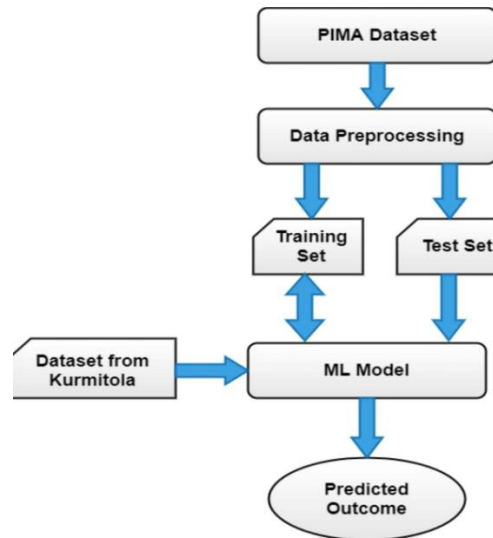 PIMA Dataset
Data Preprocessing
Training
Set
Test Set
Dataset from
Kurmitola
ML Model
Predicted
Outcome